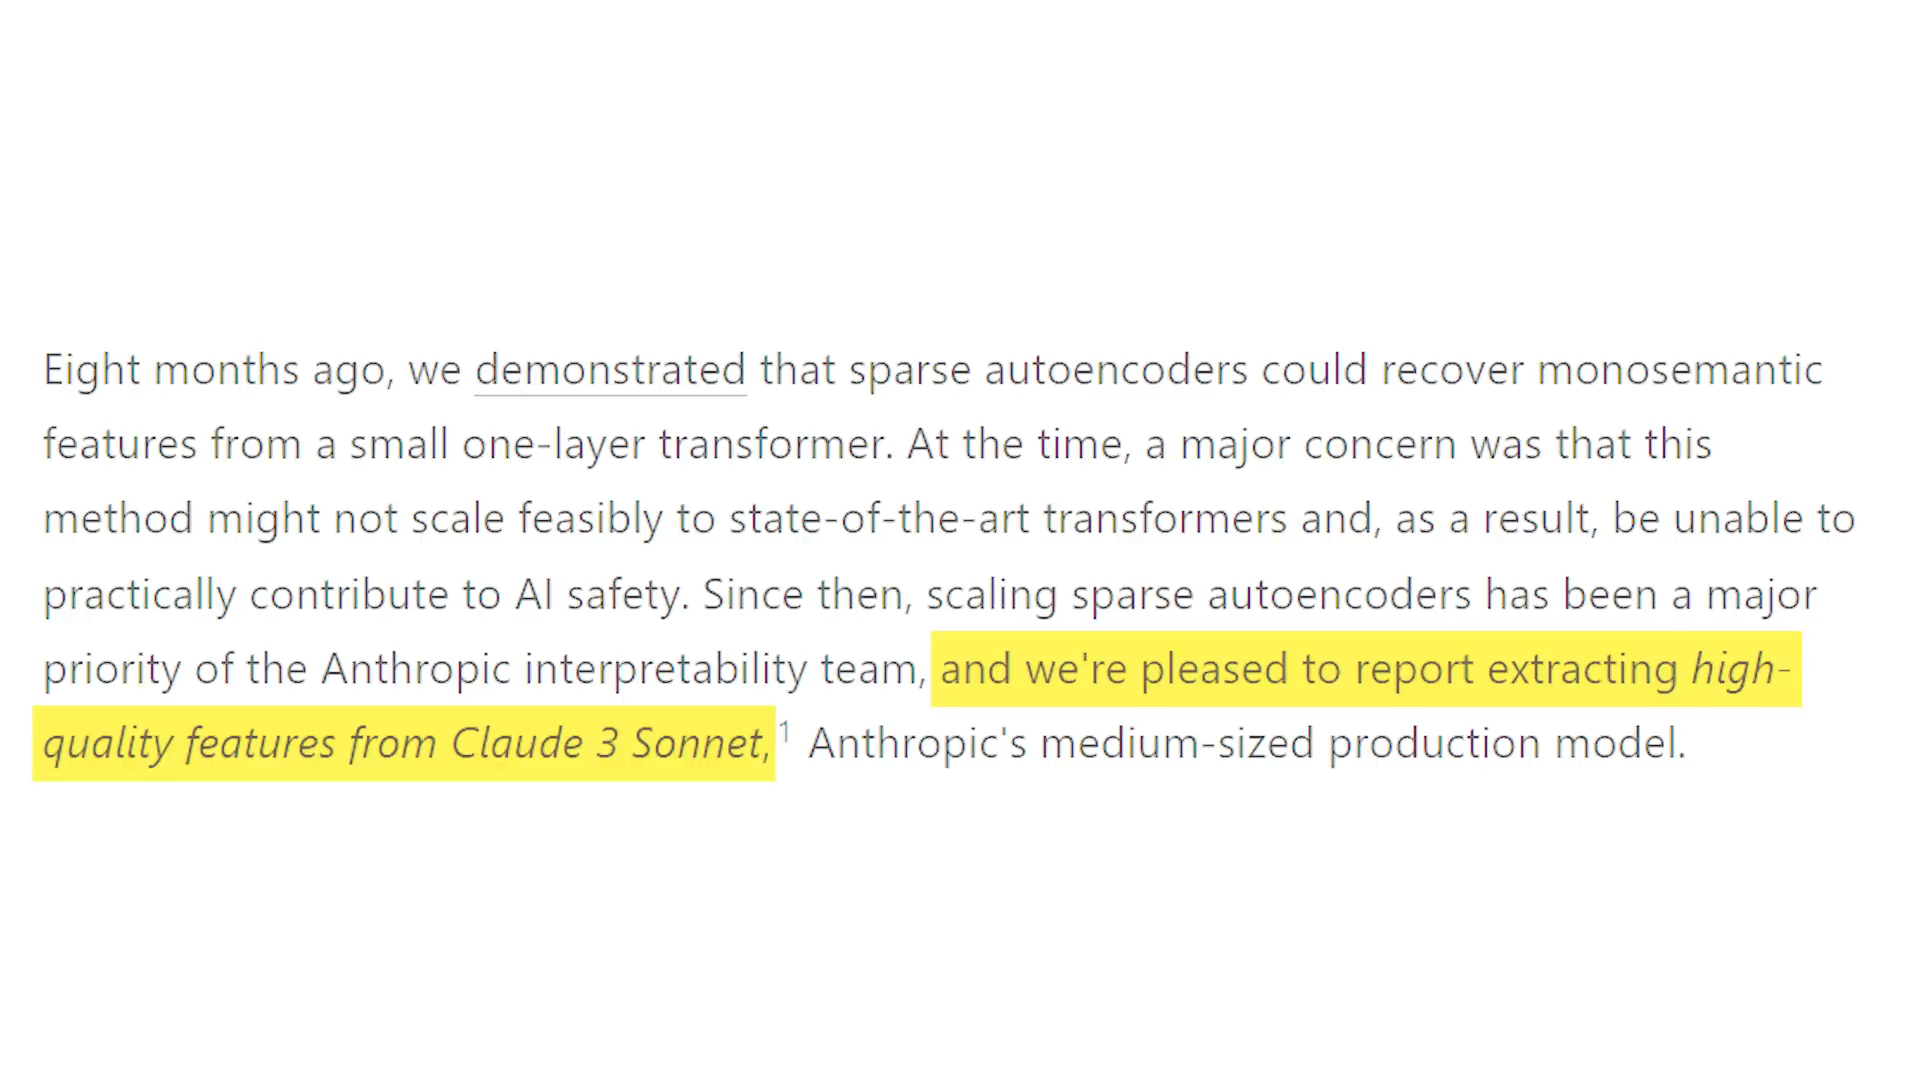 Eight months ago, we demonstrated that sparse autoencoders could recover monosemantic
features from a small one-layer transformer. At the time, a major concern was that this
method might not scale feasibly to state-of-the-art transformers and, as a result, be unable to
practically contribute to AI safety. Since then, scaling sparse autoencoders has been a major
priority of the Anthropic interpretability team, and we're pleased to report extracting high-
quality features from Claude 3 Sonnet,1 Anthropic's medium-sized production model.